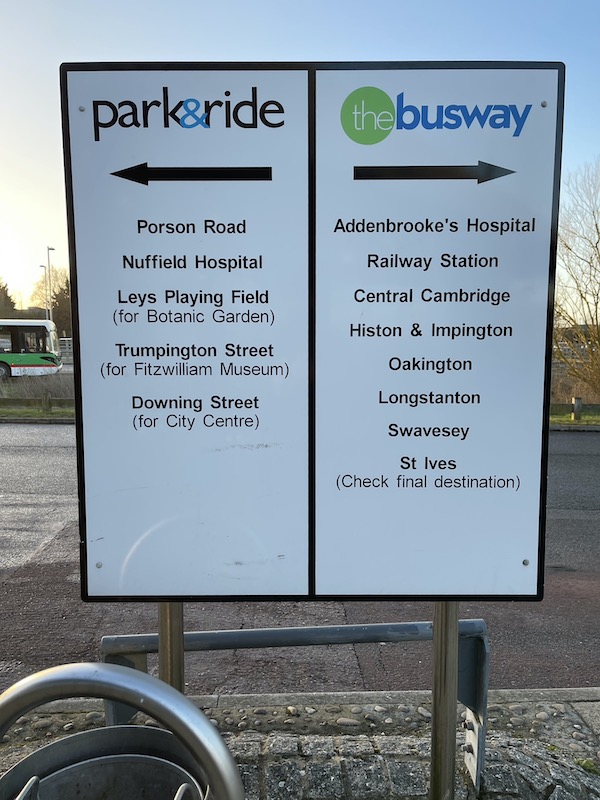 park&ride
Porson Road
Nuffield Hospital
Leys Playing Field
(for Botanic Garden)
Trumpington Street
(for Fitzwilliam Museum)
Downing Street
(for City Centre)
the busway
Addenbrooke's Hospital
Railway Station
Central Cambridge
Histon & Impington
Oakington
Longstanton
Swavesey
St Ives
(Check final destination)